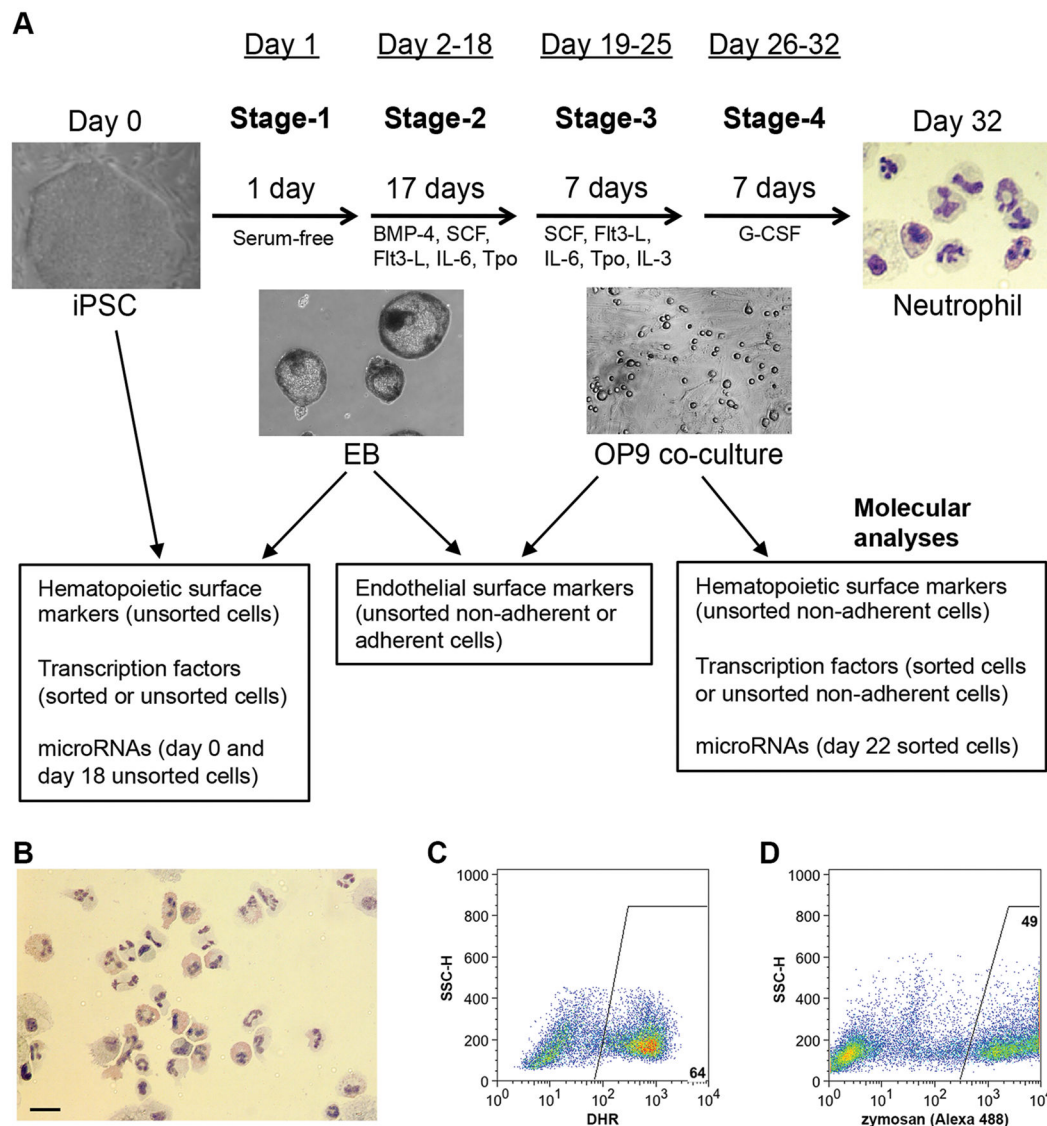 A
Day 1
Day 2-18
Day 19-25
Day 26-32
Day 0
Stage-1
Stage-2
Stage-3
Stage-4
Day 32
1 day
17 days
7 days
7 days
Serum-free
BMP-4, SCF,
Flt3-L, IL-6, Tpo
SCF, Flt3-L,
IL-6, Tpo, IL-3
G-CSF
iPSC
Neutrophil
EB
OP9 co-culture
Molecular
analyses
Hematopoietic surface
markers (unsorted cells)
Transcription factors
(sorted or unsorted cells)
microRNAs (day 0 and
day 18 unsorted cells)
Endothelial surface markers
(unsorted non-adherent or
adherent cells)
Hematopoietic surface markers
(unsorted non-adherent cells)
Transcription factors (sorted cells
or unsorted non-adherent cells)
microRNAs (day 22 sorted cells)
B
C
1000
800
600
400
200
0
SSC-H
64
10⁰ 10¹ 10² 10³ 10⁴
DHR
D
1000
800
600
400
200
0
SSC-H
49
10⁰ 10¹ 10² 10³ 10⁴
zymosan (Alexa 488)